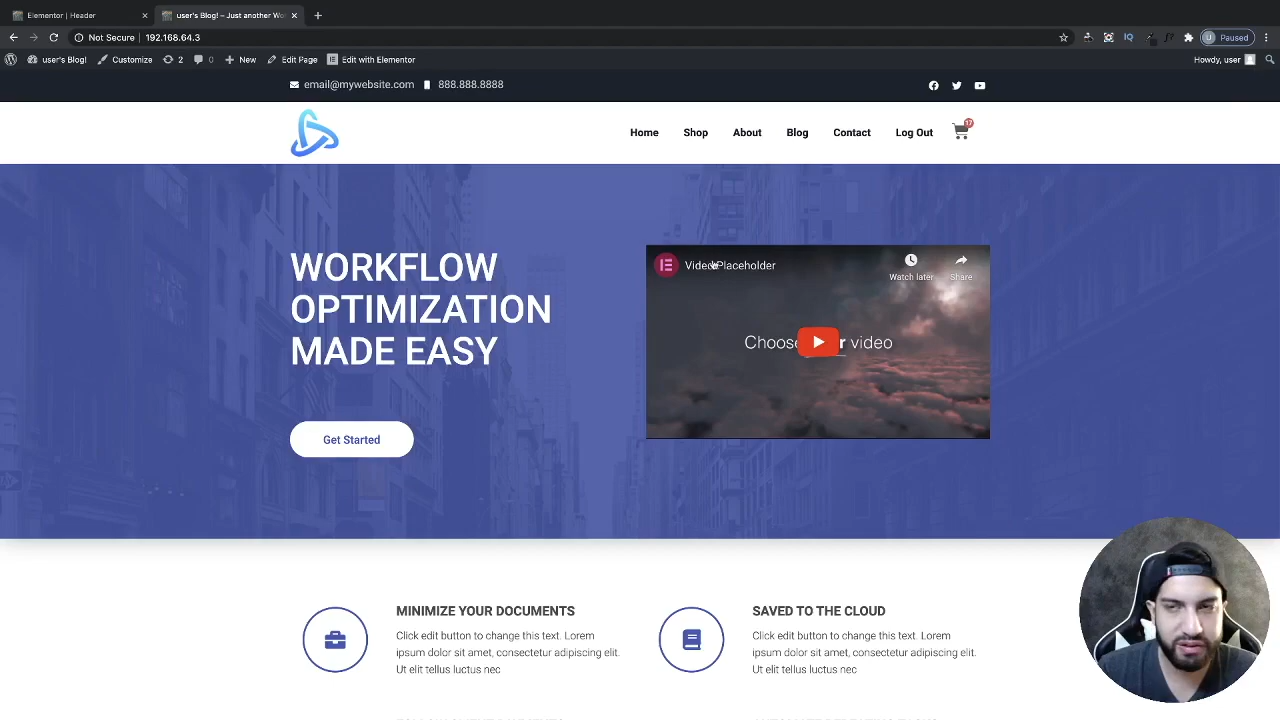 Elementor | Header
user's Blog! – Just another Wo
Not Secure | 192.168.64.3
IQ
Paused
user's Blog!
Customize
2
0
New
Edit Page
Edit with Elementor
Howdy, user
email@mywebsite.com
888.888.8888
Home
Shop
About
Blog
Contact
Log Out
17
WORKFLOW
OPTIMIZATION
MADE EASY
Get Started
Video Placeholder
Watch later
Share
video
MINIMIZE YOUR DOCUMENTS
Click edit button to change this text. Lorem
ipsum dolor sit amet, consectetur adipiscing elit.
Ut elit tellus luctus nec
SAVED TO THE CLOUD
Click edit button to change this text. Lorem
ipsum dolor sit amet, consectetur adipiscing elit.
Ut elit tellus luctus nec